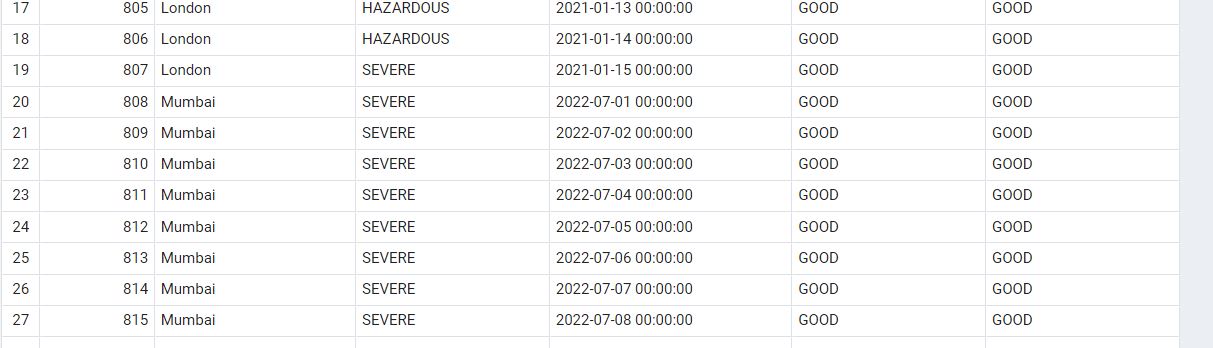 17 805 London HAZARDOUS 2021-01-13 00:00:00 GOOD GOOD
18 806 London HAZARDOUS 2021-01-14 00:00:00 GOOD GOOD
19 807 London SEVERE 2021-01-15 00:00:00 GOOD GOOD
20 808 Mumbai SEVERE 2022-07-01 00:00:00 GOOD GOOD
21 809 Mumbai SEVERE 2022-07-02 00:00:00 GOOD GOOD
22 810 Mumbai SEVERE 2022-07-03 00:00:00 GOOD GOOD
23 811 Mumbai SEVERE 2022-07-04 00:00:00 GOOD GOOD
24 812 Mumbai SEVERE 2022-07-05 00:00:00 GOOD GOOD
25 813 Mumbai SEVERE 2022-07-06 00:00:00 GOOD GOOD
26 814 Mumbai SEVERE 2022-07-07 00:00:00 GOOD GOOD
27 815 Mumbai SEVERE 2022-07-08 00:00:00 GOOD GOOD